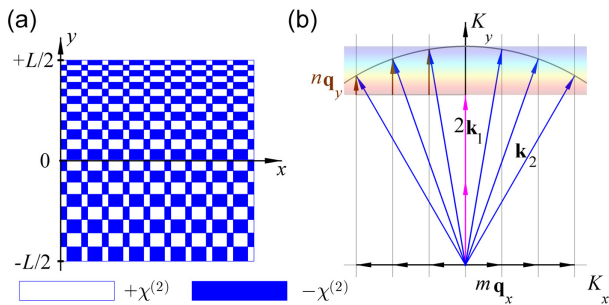 (a)
y
+L/2
0
x
-L/2
+χ⁽²⁾
−χ⁽²⁾
(b)
K_y
nq_y
2k_1
k_2
mq_x
K_x